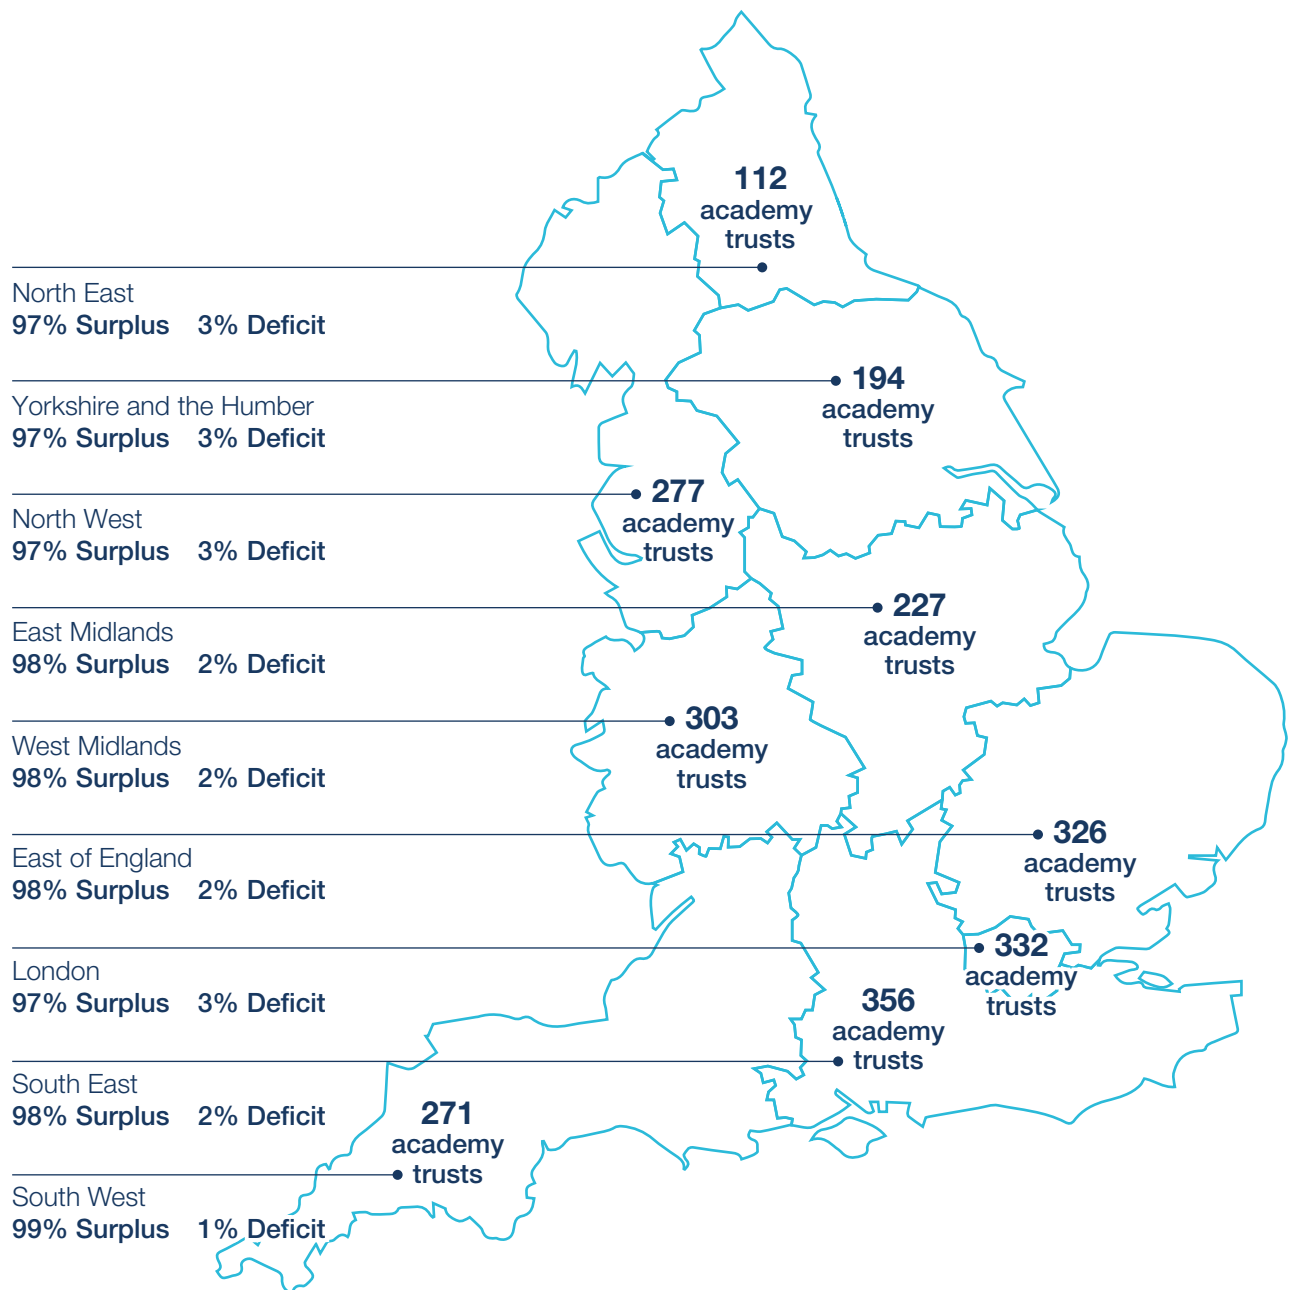 112
academy
trusts
North East
97% Surplus 3% Deficit
194
academy
trusts
Yorkshire and the Humber
97% Surplus 3% Deficit
277
academy
trusts
North West
97% Surplus 3% Deficit
227
academy
trusts
East Midlands
98% Surplus 2% Deficit
303
academy
trusts
West Midlands
98% Surplus 2% Deficit
326
academy
trusts
East of England
98% Surplus 2% Deficit
332
academy
trusts
London
97% Surplus 3% Deficit
356
academy
trusts
South East
98% Surplus 2% Deficit
271
academy
trusts
South West
99% Surplus 1% Deficit